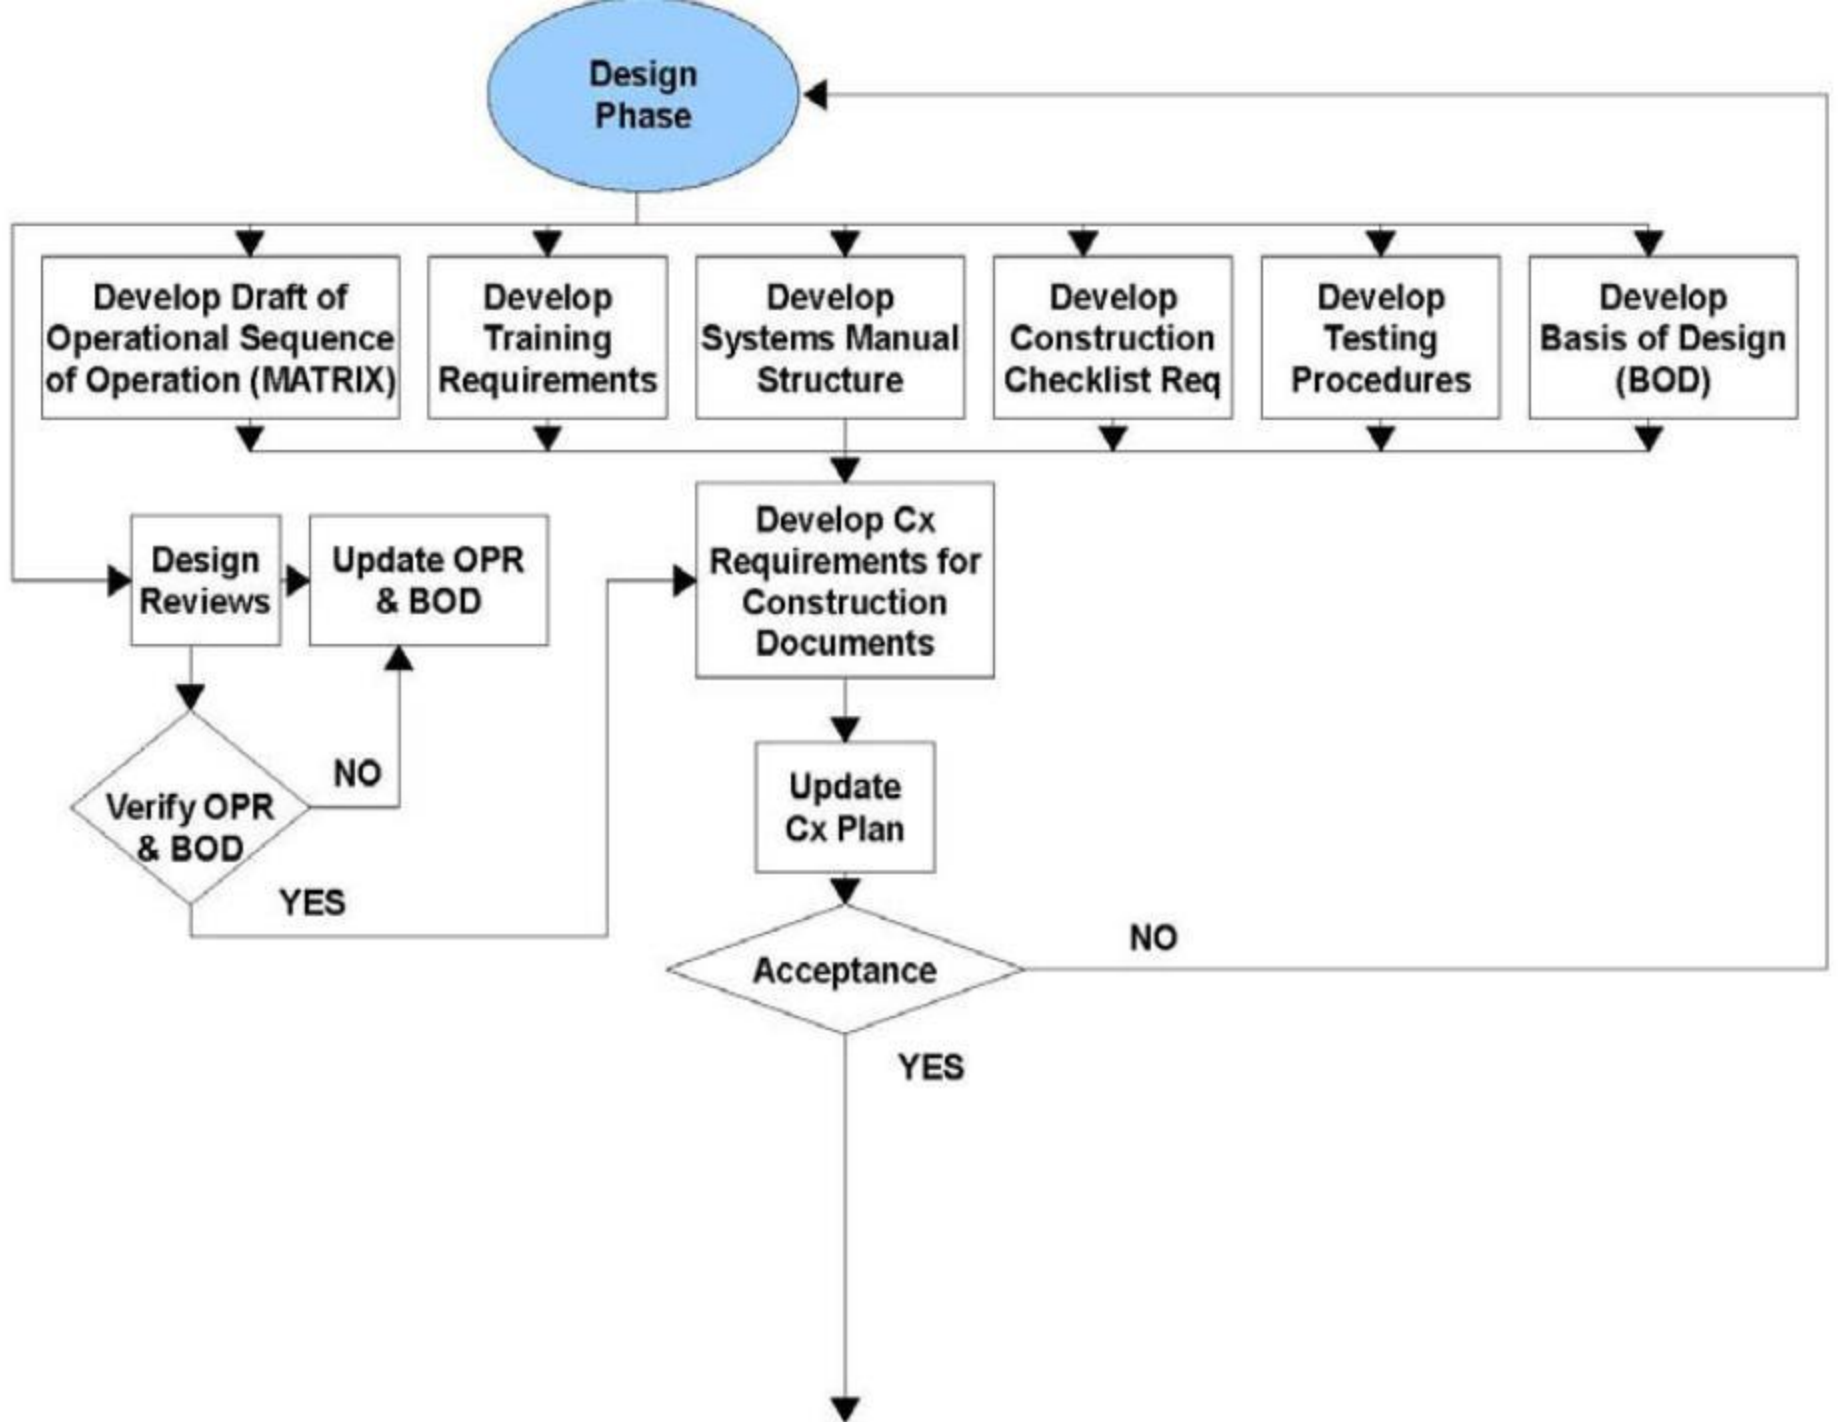 Design
Phase
Develop Draft of
Operational Sequence
of Operation (MATRIX)
Develop
Training
Requirements
Develop
Systems Manual
Structure
Develop
Construction
Checklist Req
Develop
Testing
Procedures
Develop
Basis of Design
(BOD)
Design
Reviews
Update OPR
& BOD
Develop Cx
Requirements for
Construction
Documents
NO
Verify OPR
& BOD
YES
Update
Cx Plan
NO
Acceptance
YES